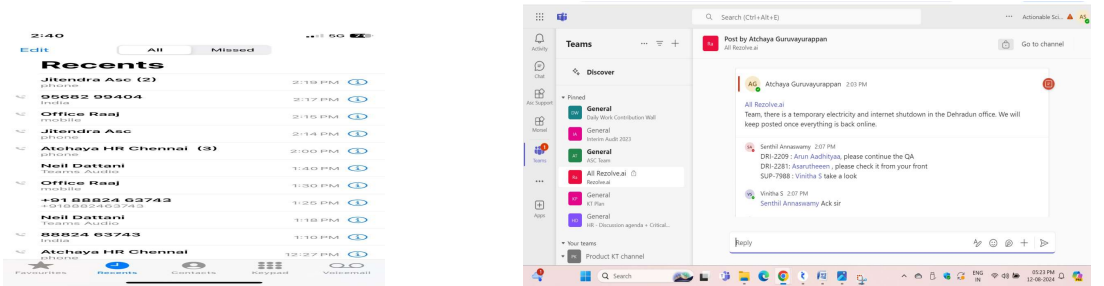 2:40
5G
Edit
All
Missed
Recents
Jitendra Asc (2)
phone
2:19 PM
95682 99404
India
2:17 PM
Office Raaj
mobile
2:15 PM
Jitendra Asc
phone
2:14 PM
Atchaya HR Chennai (3)
phone
2:00 PM
Neil Dattani
Teams Audio
1:40 PM
Office Raaj
mobile
1:30 PM
+91 88824 63743
+918882463743
1:25 PM
Neil Dattani
Teams Audio
1:18 PM
88824 63743
India
1:10 PM
Atchaya HR Chennai
phone
12:27 PM
Favourites
Recents
Contacts
Keypad
Voicemail
Search (Ctrl+Alt+E)
Actionable Sci...
AS
Activity
Chat
Asc Support
Teams
Apps
Teams
Discover
Pinned
DW
General
Daily Work Contribution Wall
IA
General
Interim Audit 2023
AT
General
ASC Team
Ra
All Rezolve.ai
Rezolve.ai
KP
General
KT Plan
HD
General
HR - Discussion agenda + Critical...
Your teams
PK
Product KT channel
Ra
Post by Atchaya Guruvayurappan
All Rezolve.ai
Go to channel
AG
Atchaya Guruvayurappan 2:03 PM
All Rezolve.ai
Team, there is a temporary electricity and internet shutdown in the Dehradun office. We will
keep posted once everything is back online.
Senthil Annaswamy 2:07 PM
DRI-2209 : Arun Aadhityaa, please continue the QA
DRI-2281: Asarutheeen , please check it from your front
SUP-7988 : Vinitha S take a look
VS
Vinitha S 2:07 PM
Senthil Annaswamy Ack sir
Reply
Search
ENG
IN
05:23 PM
12-08-2024